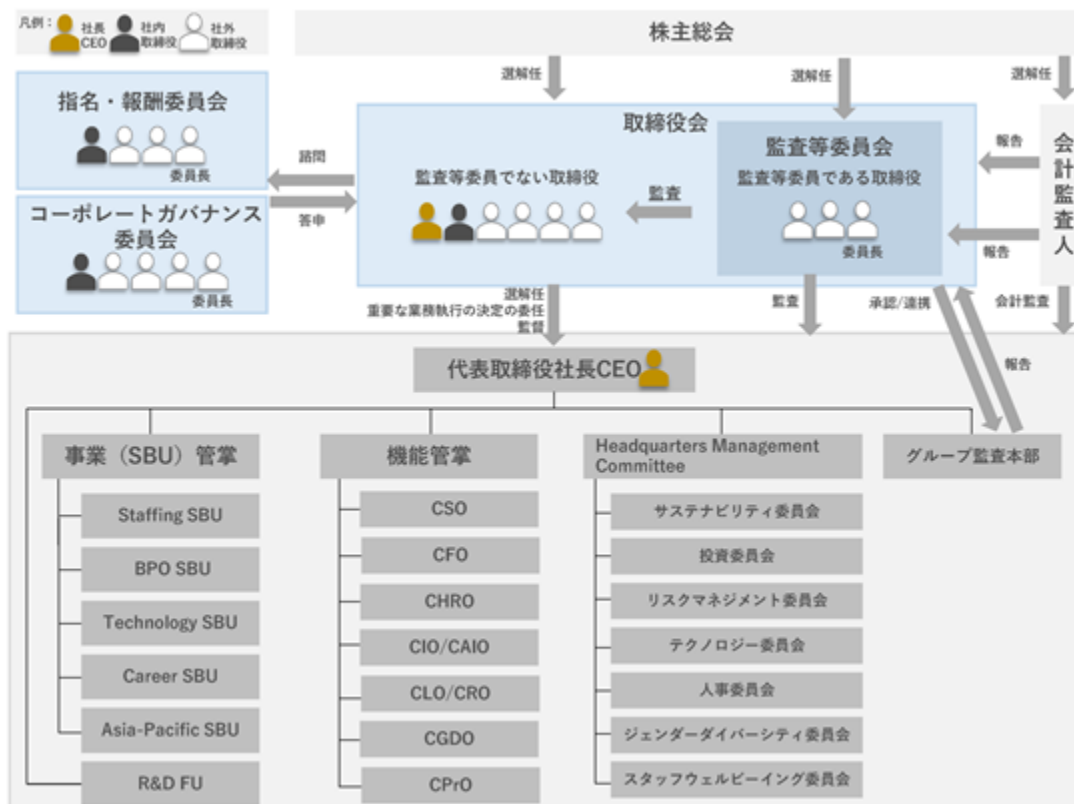 凡例：
社長
CEO
社内
取締役
社外
取締役
株主総会
選解任
選解任
選解任
指名・報酬委員会
委員長
コーポレートガバナンス
委員会
委員長
諮問
答申
取締役会
監査等委員でない取締役
監査
監査等委員会
監査等委員である取締役
委員長
報告
報告
会計監査人
選解任
重要な業務執行の決定の委任
監督
監査
承認/連携
会計監査
報告
代表取締役社長CEO
事業（SBU）管掌
Staffing SBU
BPO SBU
Technology SBU
Career SBU
Asia-Pacific SBU
R&D FU
機能管掌
CSO
CFO
CHRO
CIO/CAIO
CLO/CRO
CGDO
CPrO
Headquarters Management
Committee
サステナビリティ委員会
投資委員会
リスクマネジメント委員会
テクノロジー委員会
人事委員会
ジェンダーダイバーシティ委員会
スタッフウェルビーイング委員会
グループ監査本部